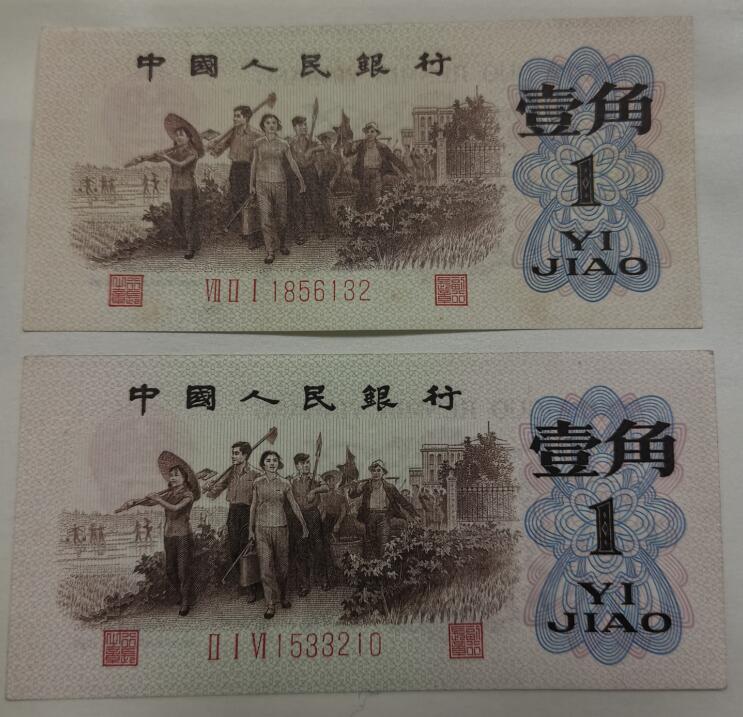 中國人民銀行
壹角
1
YI
JIAO
Ⅶ Ⅱ Ⅰ 1856132
中國人民銀行
壹角
1
YI
JIAO
Ⅱ Ⅰ Ⅵ 1533210